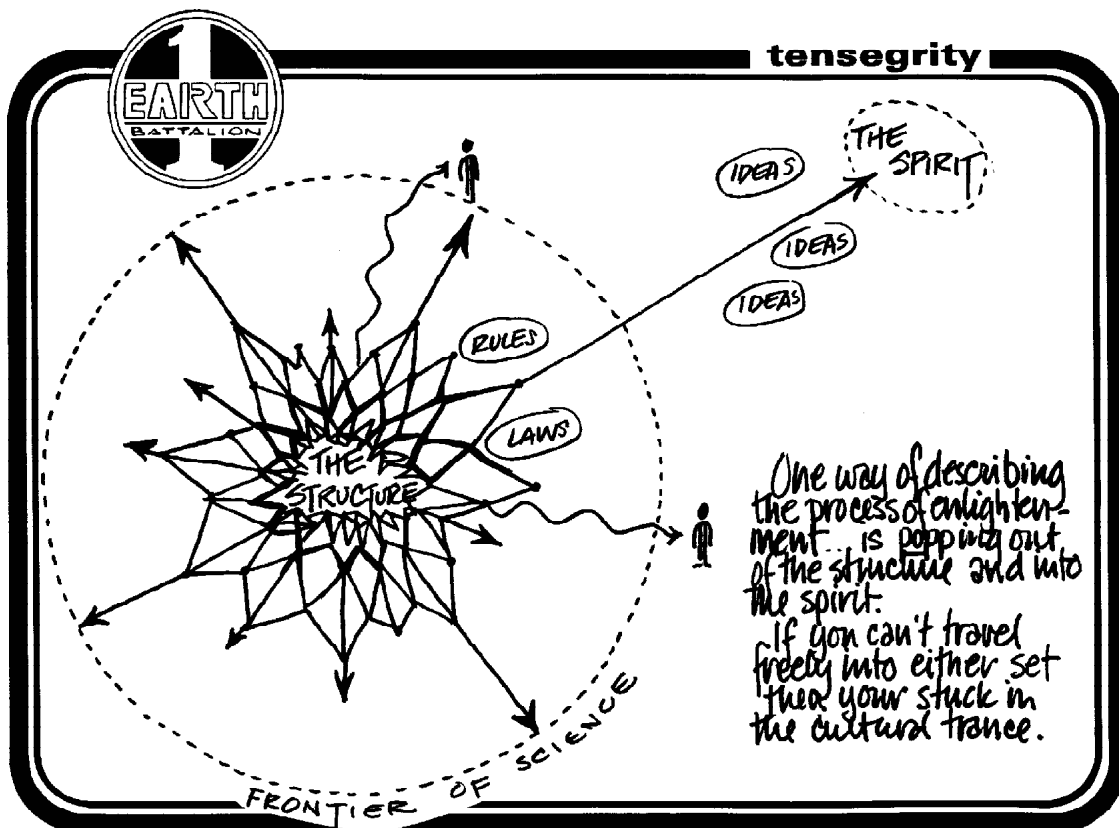 1
EARTH
BATTALION
tensegrity
THE
SPIRIT
IDEAS
IDEAS
IDEAS
RULES
LAWS
THE
STRUCTURE
One way of describing
the process of enlighten-
ment... is popping out
of the structure and into
the spirit.
If you can't travel
freely into either set
then your stuck in
the cultural trance.
FRONTIER OF SCIENCE